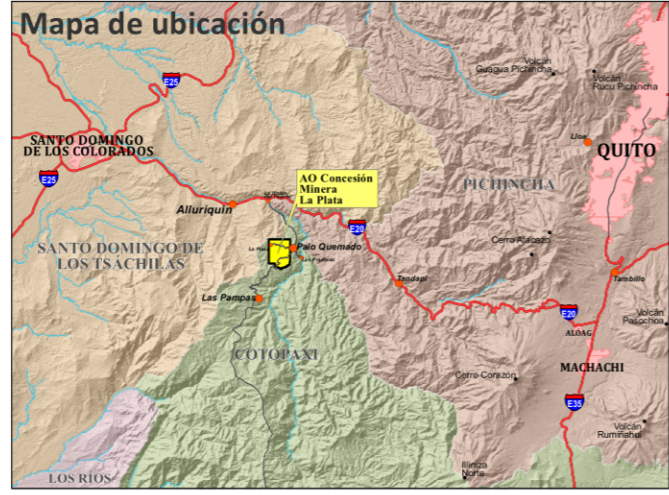 Mapa de ubicación
Volcán
Guagua Pichincha
Volcán
Rucu Pichincha
E25
SANTO DOMINGO
DE LOS COLORADOS
E25
Lloa
QUITO
AO Concesión
Minera
La Plata
PICHINCHA
Alluriquín
E20
SANTO DOMINGO DE
LOS TSÁCHILAS
Palo Quemado
Cerro Atacazo
Las Pampas
Tandapi
Tambillo
E20
Volcán
Pasochoa
ALOAG
COTOPAXI
MACHACHI
Cerro Corazón
E35
Volcán
Rumiñahui
LOS RIOS
Illiniza
Norte